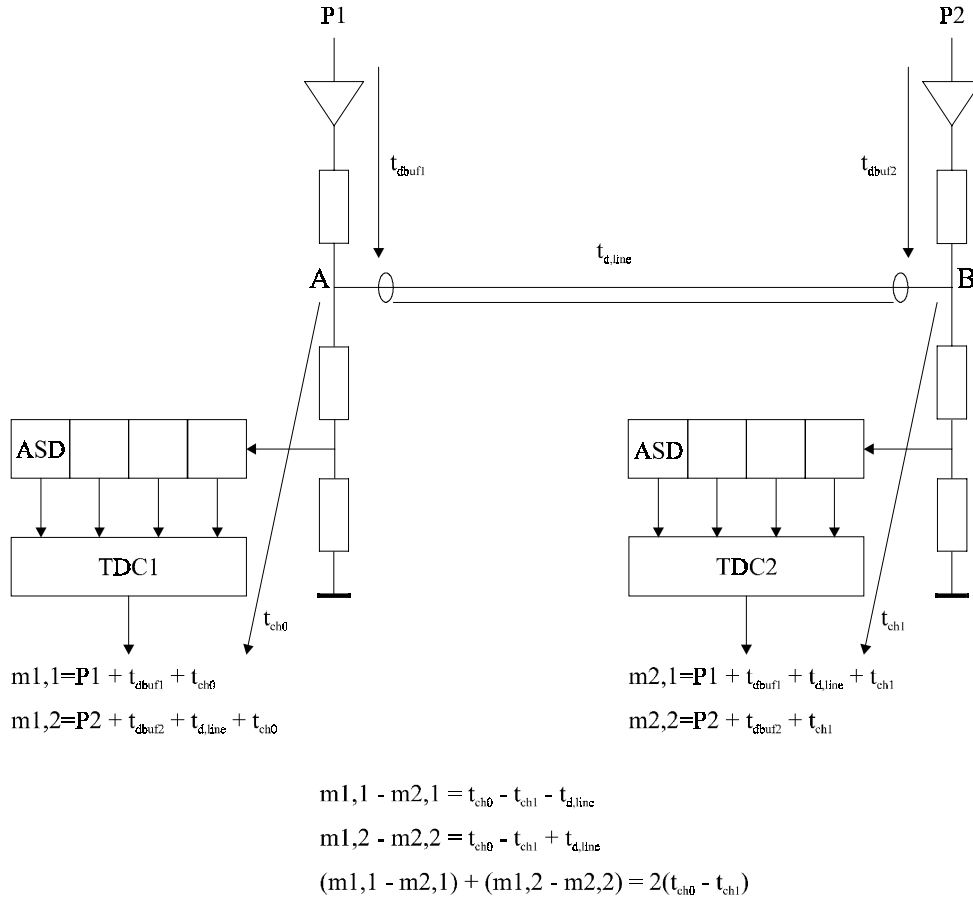 P1
P2
t_dbuf1
t_dbuf2
t_d,line
A
B
ASD
ASD
TDC1
TDC2
t_ch0
t_ch1
m1,1=P1 + t_dbuf1 + t_ch0
m1,2=P2 + t_dbuf2 + t_d,line + t_ch0
m2,1=P1 + t_dbuf1 + t_d,line + t_ch1
m2,2=P2 + t_dbuf2 + t_ch1
m1,1 - m2,1 = t_ch0 - t_ch1 - t_d,line
m1,2 - m2,2 = t_ch0 - t_ch1 + t_d,line
(m1,1 - m2,1) + (m1,2 - m2,2) = 2(t_ch0 - t_ch1)